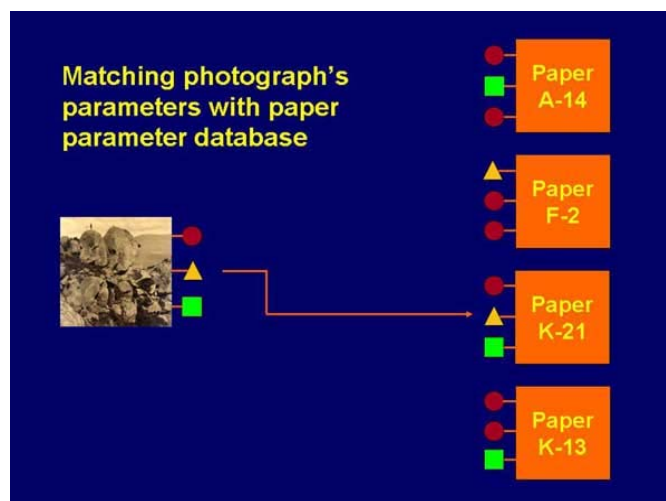 Matching photograph's
parameters with paper
parameter database
Paper
A-14
Paper
F-2
Paper
K-21
Paper
K-13